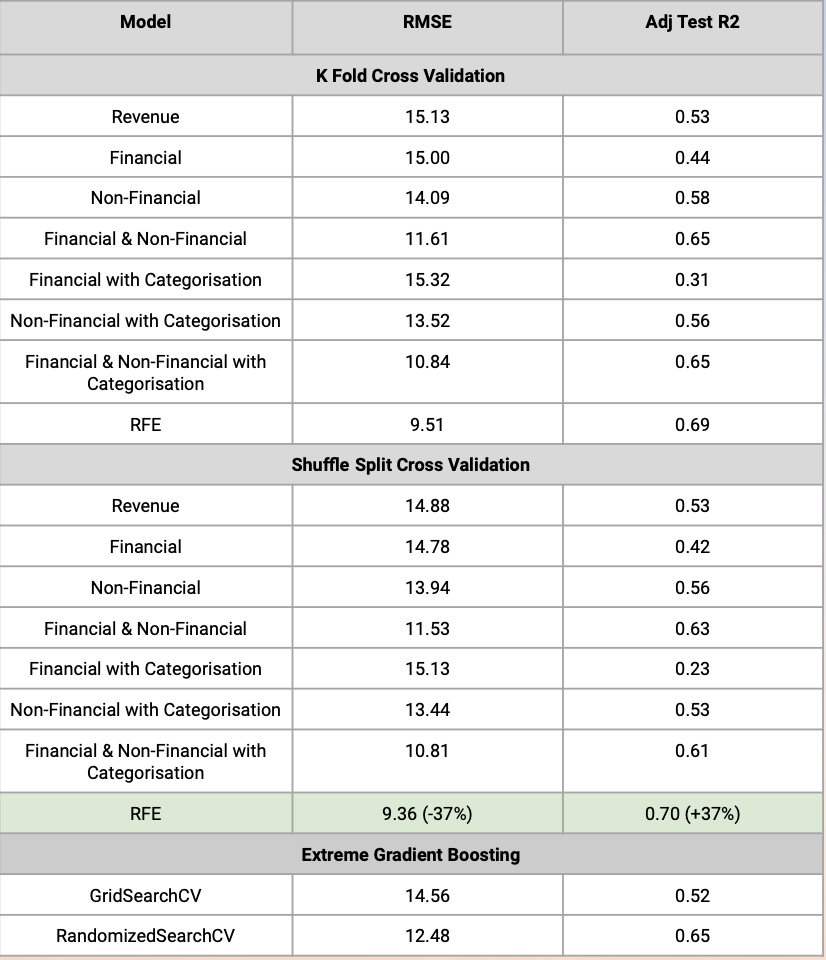 Model RMSE Adj Test R2
K Fold Cross Validation
Revenue 15.13 0.53
Financial 15.00 0.44
Non-Financial 14.09 0.58
Financial & Non-Financial 11.61 0.65
Financial with Categorisation 15.32 0.31
Non-Financial with Categorisation 13.52 0.56
Financial & Non-Financial with 10.84 0.65
Categorisation
RFE 9.51 0.69
Shuffle Split Cross Validation
Revenue 14.88 0.53
Financial 14.78 0.42
Non-Financial 13.94 0.56
Financial & Non-Financial 11.53 0.63
Financial with Categorisation 15.13 0.23
Non-Financial with Categorisation 13.44 0.53
Financial & Non-Financial with 10.81 0.61
Categorisation
RFE 9.36 (-37%) 0.70 (+37%)
Extreme Gradient Boosting
GridSearchCV 14.56 0.52
RandomizedSearchCV 12.48 0.65